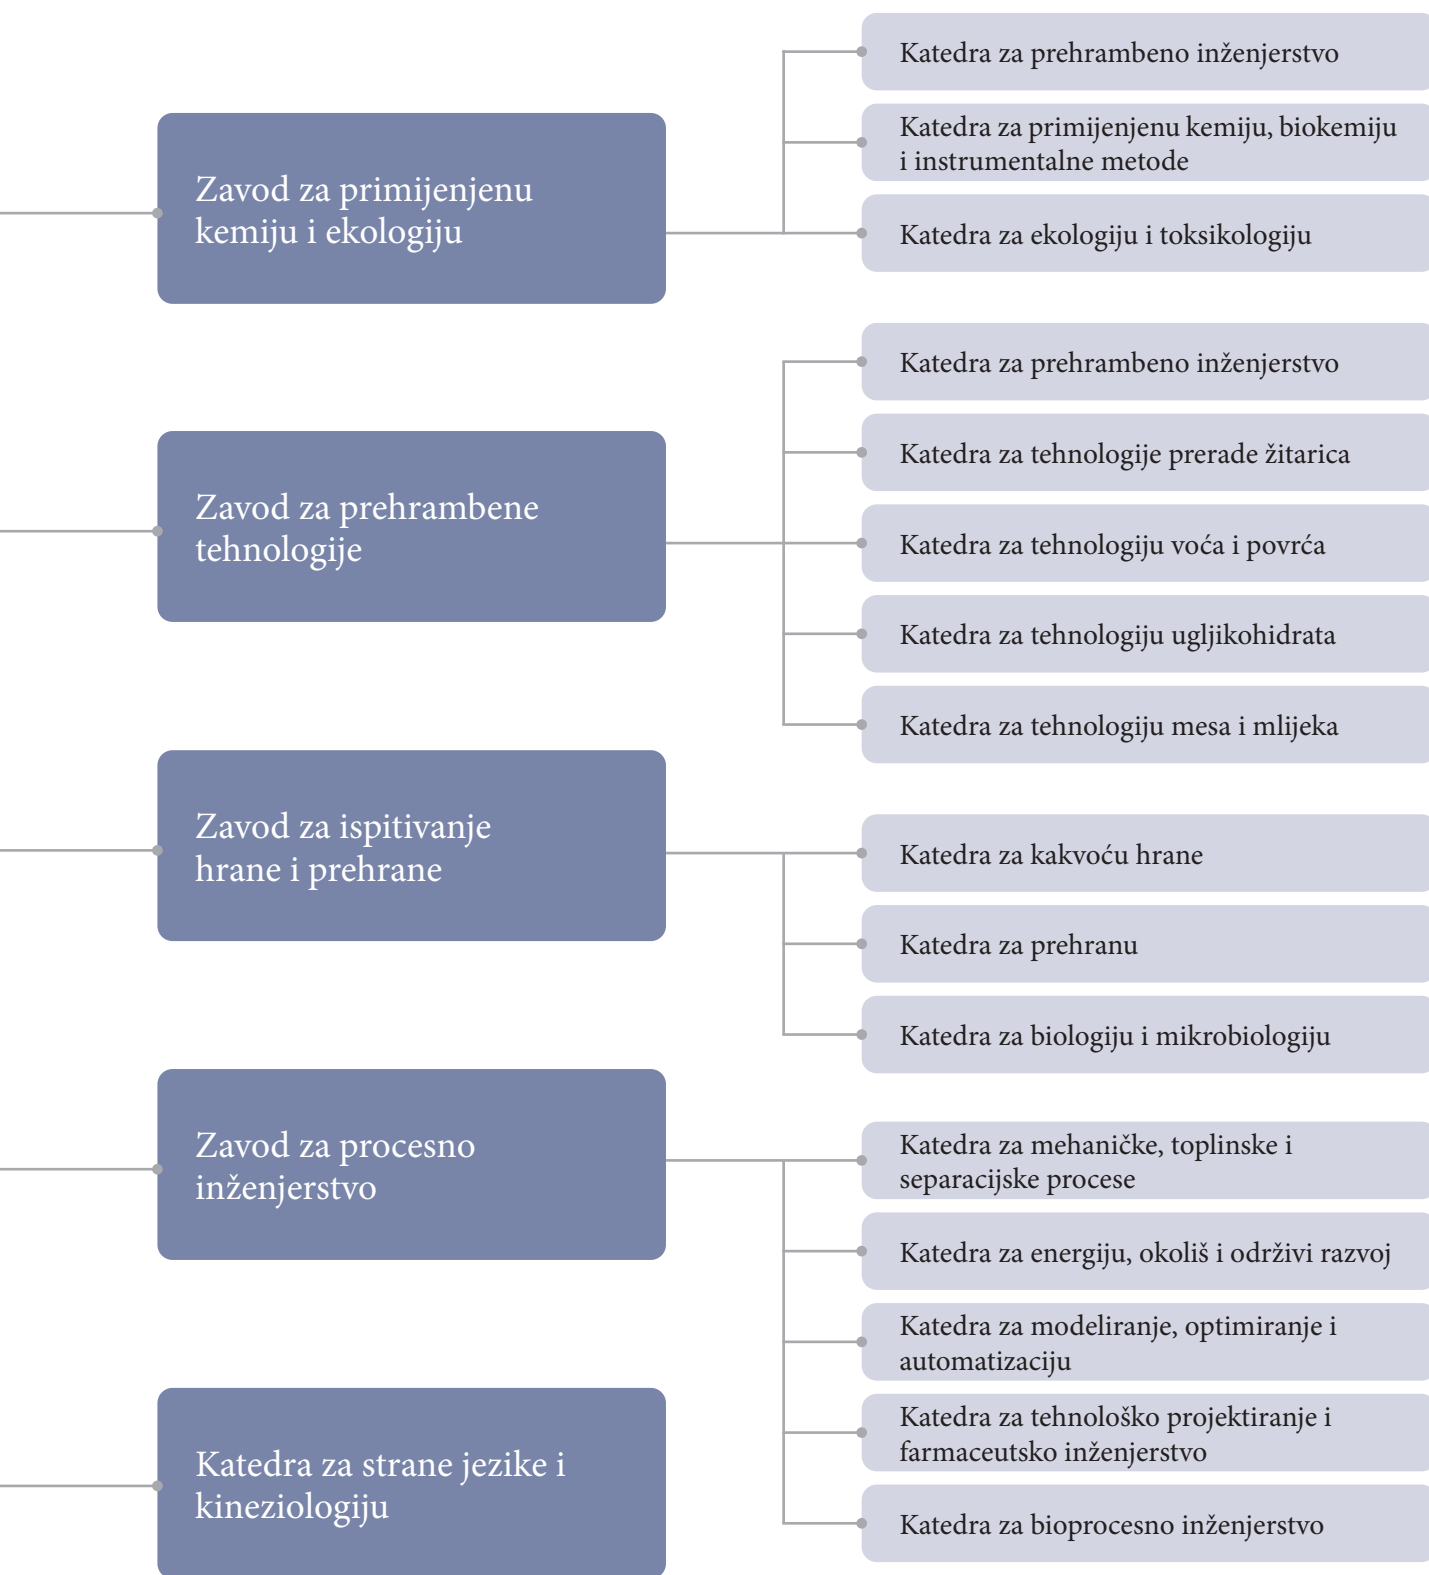 Zavod za primijenjenu
kemiju i ekologiju
Katedra za prehrambeno inženjerstvo
Katedra za primijenjenu kemiju, biokemiju
i instrumentalne metode
Katedra za ekologiju i toksikologiju
Zavod za prehrambene
tehnologije
Katedra za prehrambeno inženjerstvo
Katedra za tehnologije prerade žitarica
Katedra za tehnologiju voća i povrća
Katedra za tehnologiju ugljikohidrata
Katedra za tehnologiju mesa i mlijeka
Zavod za ispitivanje
hrane i prehrane
Katedra za kakvoću hrane
Katedra za prehranu
Katedra za biologiju i mikrobiologiju
Zavod za procesno
inženjerstvo
Katedra za mehaničke, toplinske i
separacijske procese
Katedra za energiju, okoliš i održivi razvoj
Katedra za modeliranje, optimiranje i
automatizaciju
Katedra za tehnološko projektiranje i
farmaceutsko inženjerstvo
Katedra za bioprocesno inženjerstvo
Katedra za strane jezike i
kineziologiju